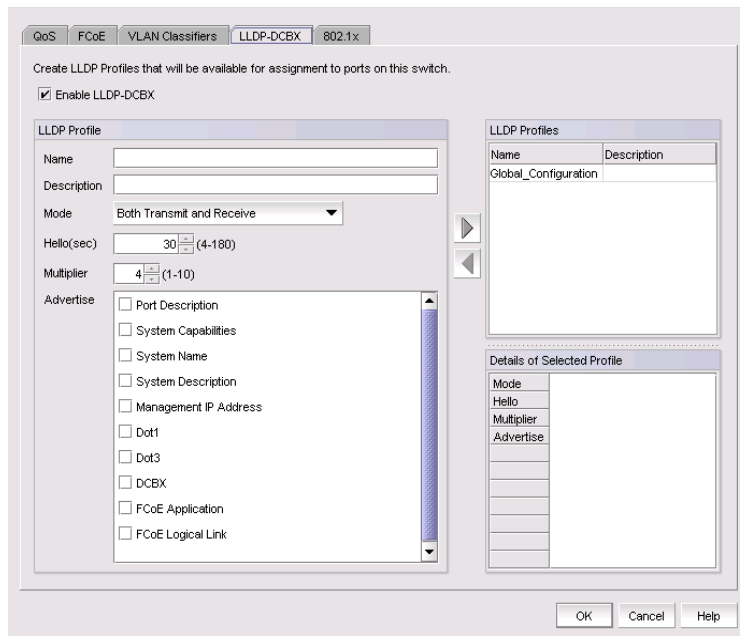 QoS FCoE VLAN Classifiers LLDP-DCBX 802.1x
Create LLDP Profiles that will be available for assignment to ports on this switch.
Enable LLDP-DCBX
LLDP Profile
Name
Description
Mode Both Transmit and Receive
Hello(sec) 30 (4-180)
Multiplier 4 (1-10)
Advertise
Port Description
System Capabilities
System Name
System Description
Management IP Address
Dot1
Dot3
DCBX
FCoE Application
FCoE Logical Link
LLDP Profiles
Name Description
Global_Configuration
Details of Selected Profile
Mode
Hello
Multiplier
Advertise
OK Cancel Help